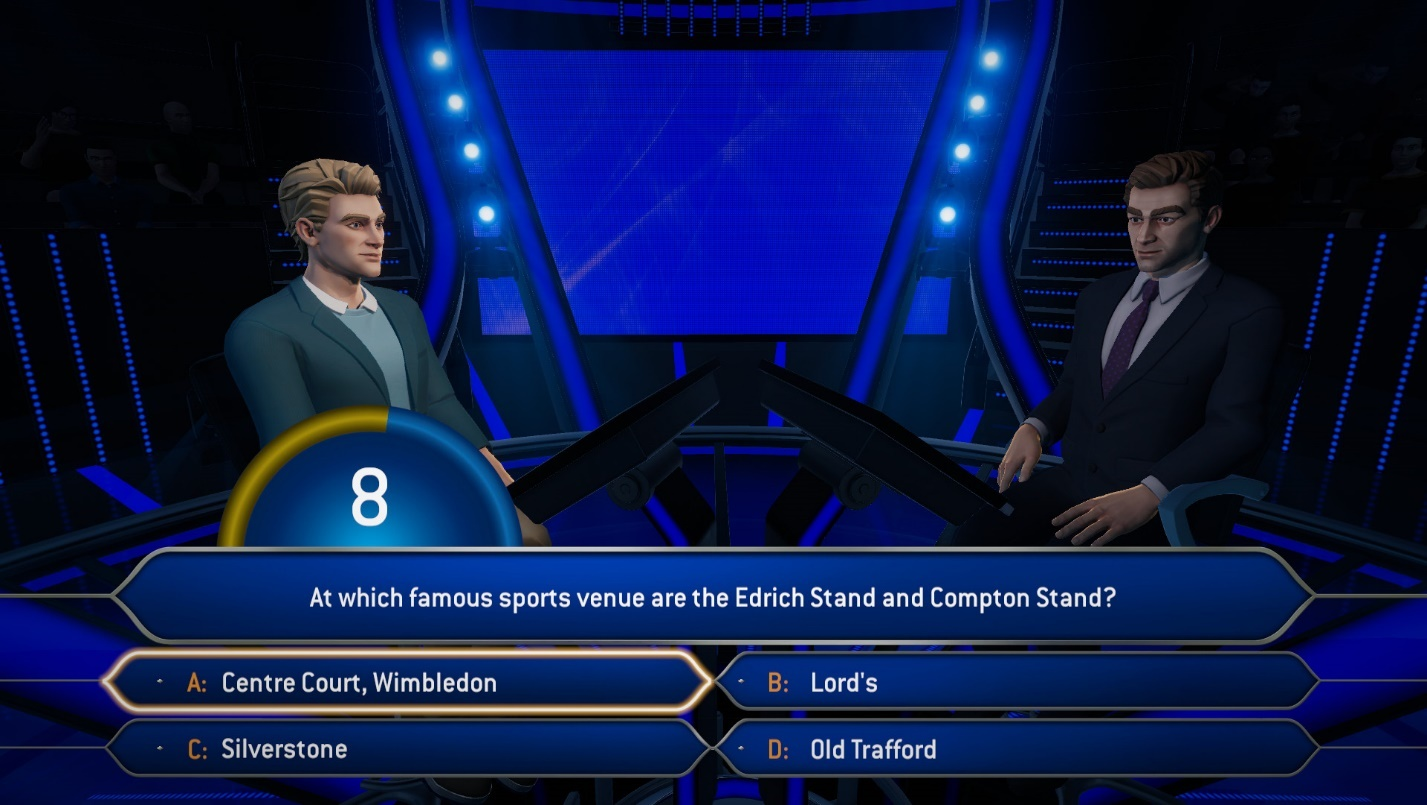 8
At which famous sports venue are the Edrich Stand and Compton Stand?
A: Centre Court, Wimbledon
B: Lord's
C: Silverstone
D: Old Trafford